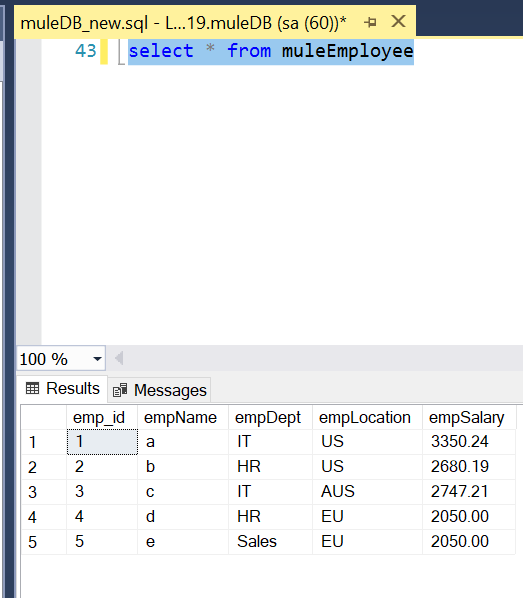 muleDB_new.sql - L...19.muleDB (sa (60))*
43 select * from muleEmployee
100 %
Results Messages
emp_id empName empDept empLocation empSalary
1 1 a IT US 3350.24
2 2 b HR US 2680.19
3 3 c IT AUS 2747.21
4 4 d HR EU 2050.00
5 5 e Sales EU 2050.00